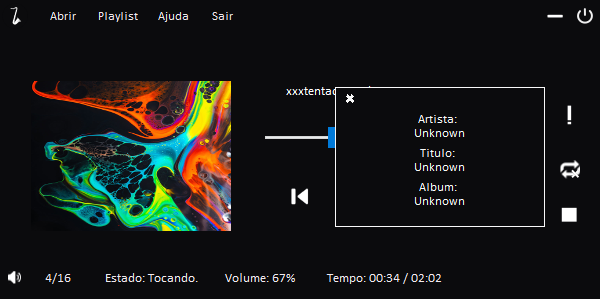 Abrir Playlist Ajuda Sair
Artista:
Unknown
Titulo:
Unknown
Album:
Unknown
4/16 Estado: Tocando. Volume: 67% Tempo: 00:34 / 02:02